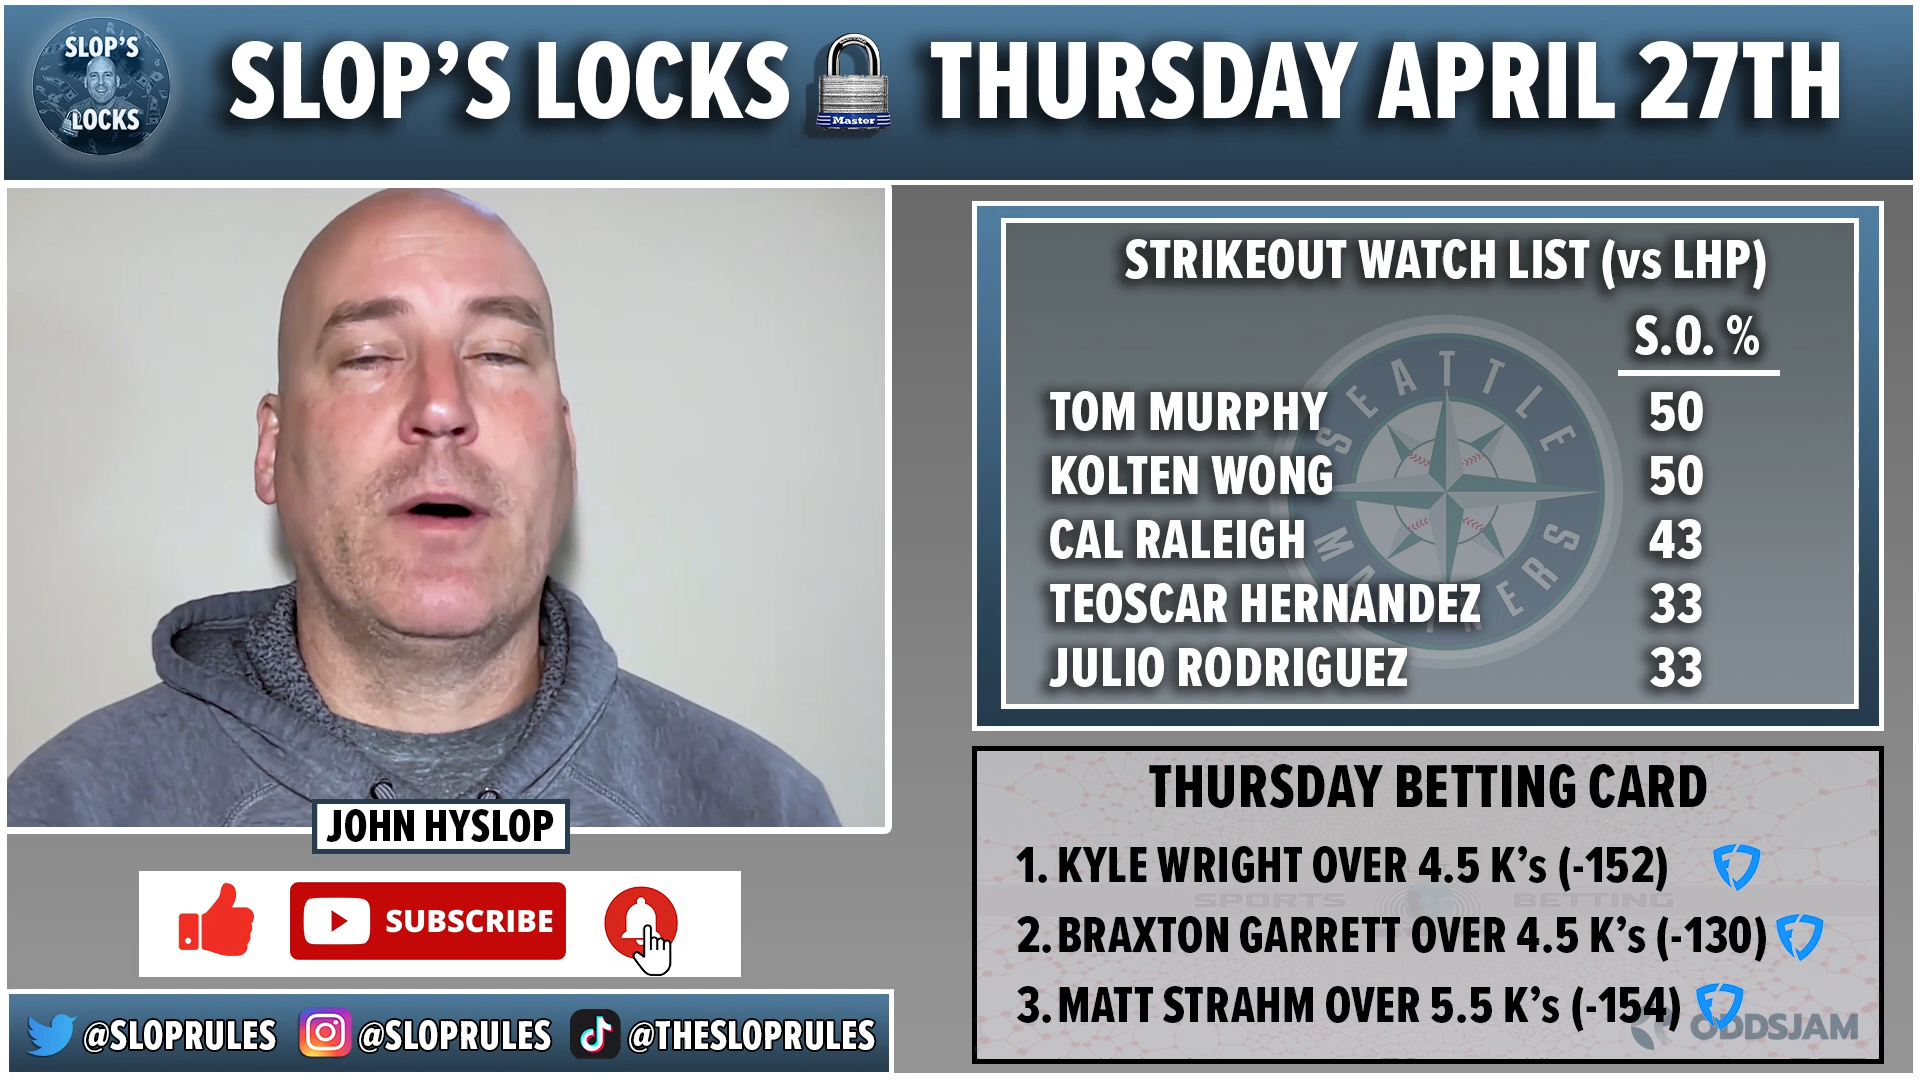 SLOP'S
LOCKS
SLOP'S LOCKS THURSDAY APRIL 27TH
Master
STRIKEOUT WATCH LIST (vs LHP)
S.O. %
TOM MURPHY 50
KOLTEN WONG 50
CAL RALEIGH 43
TEOSCAR HERNANDEZ 33
JULIO RODRIGUEZ 33
SEATTLE
MARINERS
JOHN HYSLOP
SUBSCRIBE
@SLOPRULES @SLOPRULES @THESLOPRULES
THURSDAY BETTING CARD
1. KYLE WRIGHT OVER 4.5 K's (-152)
SPORTS BETTING
2. BRAXTON GARRETT OVER 4.5 K's (-130)
3. MATT STRAHM OVER 5.5 K's (-154)
ODDSJAM